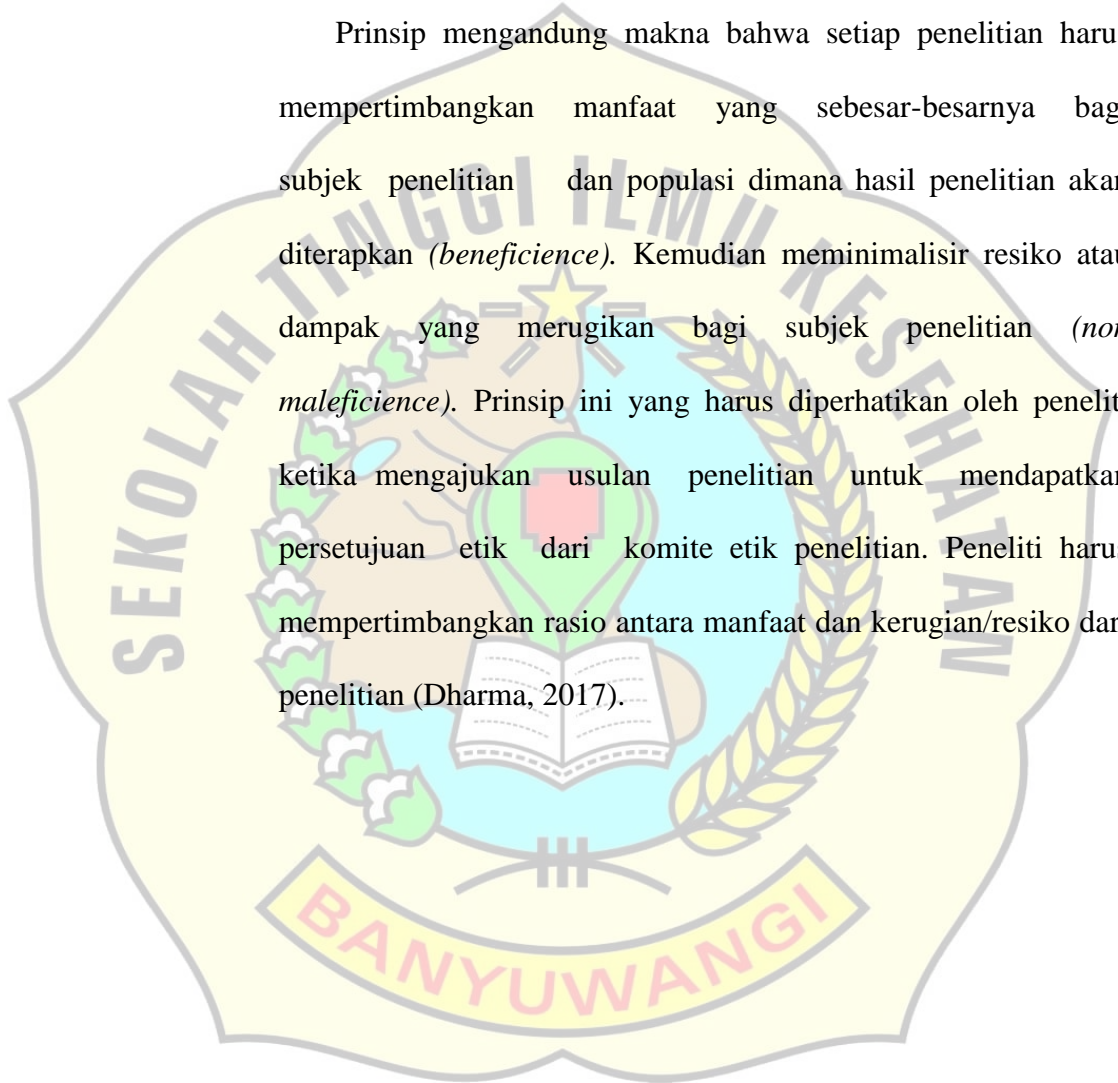 Prinsip mengandung makna bahwa setiap penelitian haru
mempertimbangkan manfaat yang sebesar-besarnya bag
subjek penelitian dan populasi dimana hasil penelitian akan
diterapkan (beneficience). Kemudian meminimalisir resiko atau
dampak yang merugikan bagi subjek penelitian (non
maleficience). Prinsip ini yang harus diperhatikan oleh penelit
ketika mengajukan usulan penelitian untuk mendapatkan
persetujuan etik dari komite etik penelitian. Peneliti harus
mempertimbangkan rasio antara manfaat dan kerugian/resiko dari
penelitian (Dharma, 2017).
SEKOLAH TINGGI ILMU KESEHATAN
BANYUWANGI